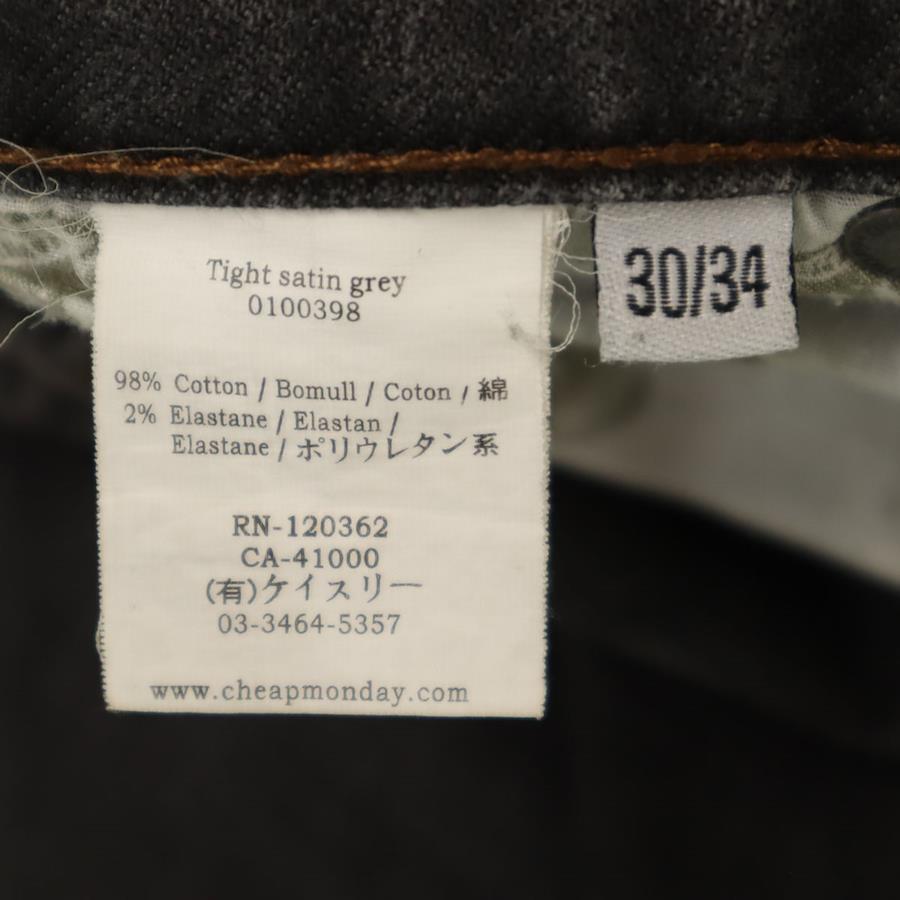 Tight satin grey
0100398
98% Cotton / Bomull / Coton / 綿
2% Elastane / Elastan /
Elastane / ポリウレタン系
RN-120362
CA-41000
(有)ケイスリー
03-3464-5357
www.cheapmonday.com
30/34